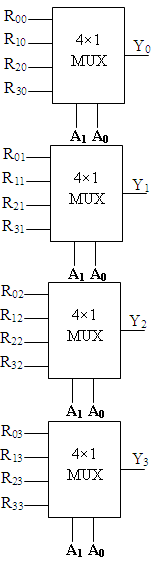 R₀₀
R₁₀
R₂₀
R₃₀
4×1
MUX
Y₀
A₁ A₀
R₀₁
R₁₁
R₂₁
R₃₁
4×1
MUX
Y₁
A₁ A₀
R₀₂
R₁₂
R₂₂
R₃₂
4×1
MUX
Y₂
A₁ A₀
R₀₃
R₁₃
R₂₃
R₃₃
4×1
MUX
Y₃
A₁ A₀